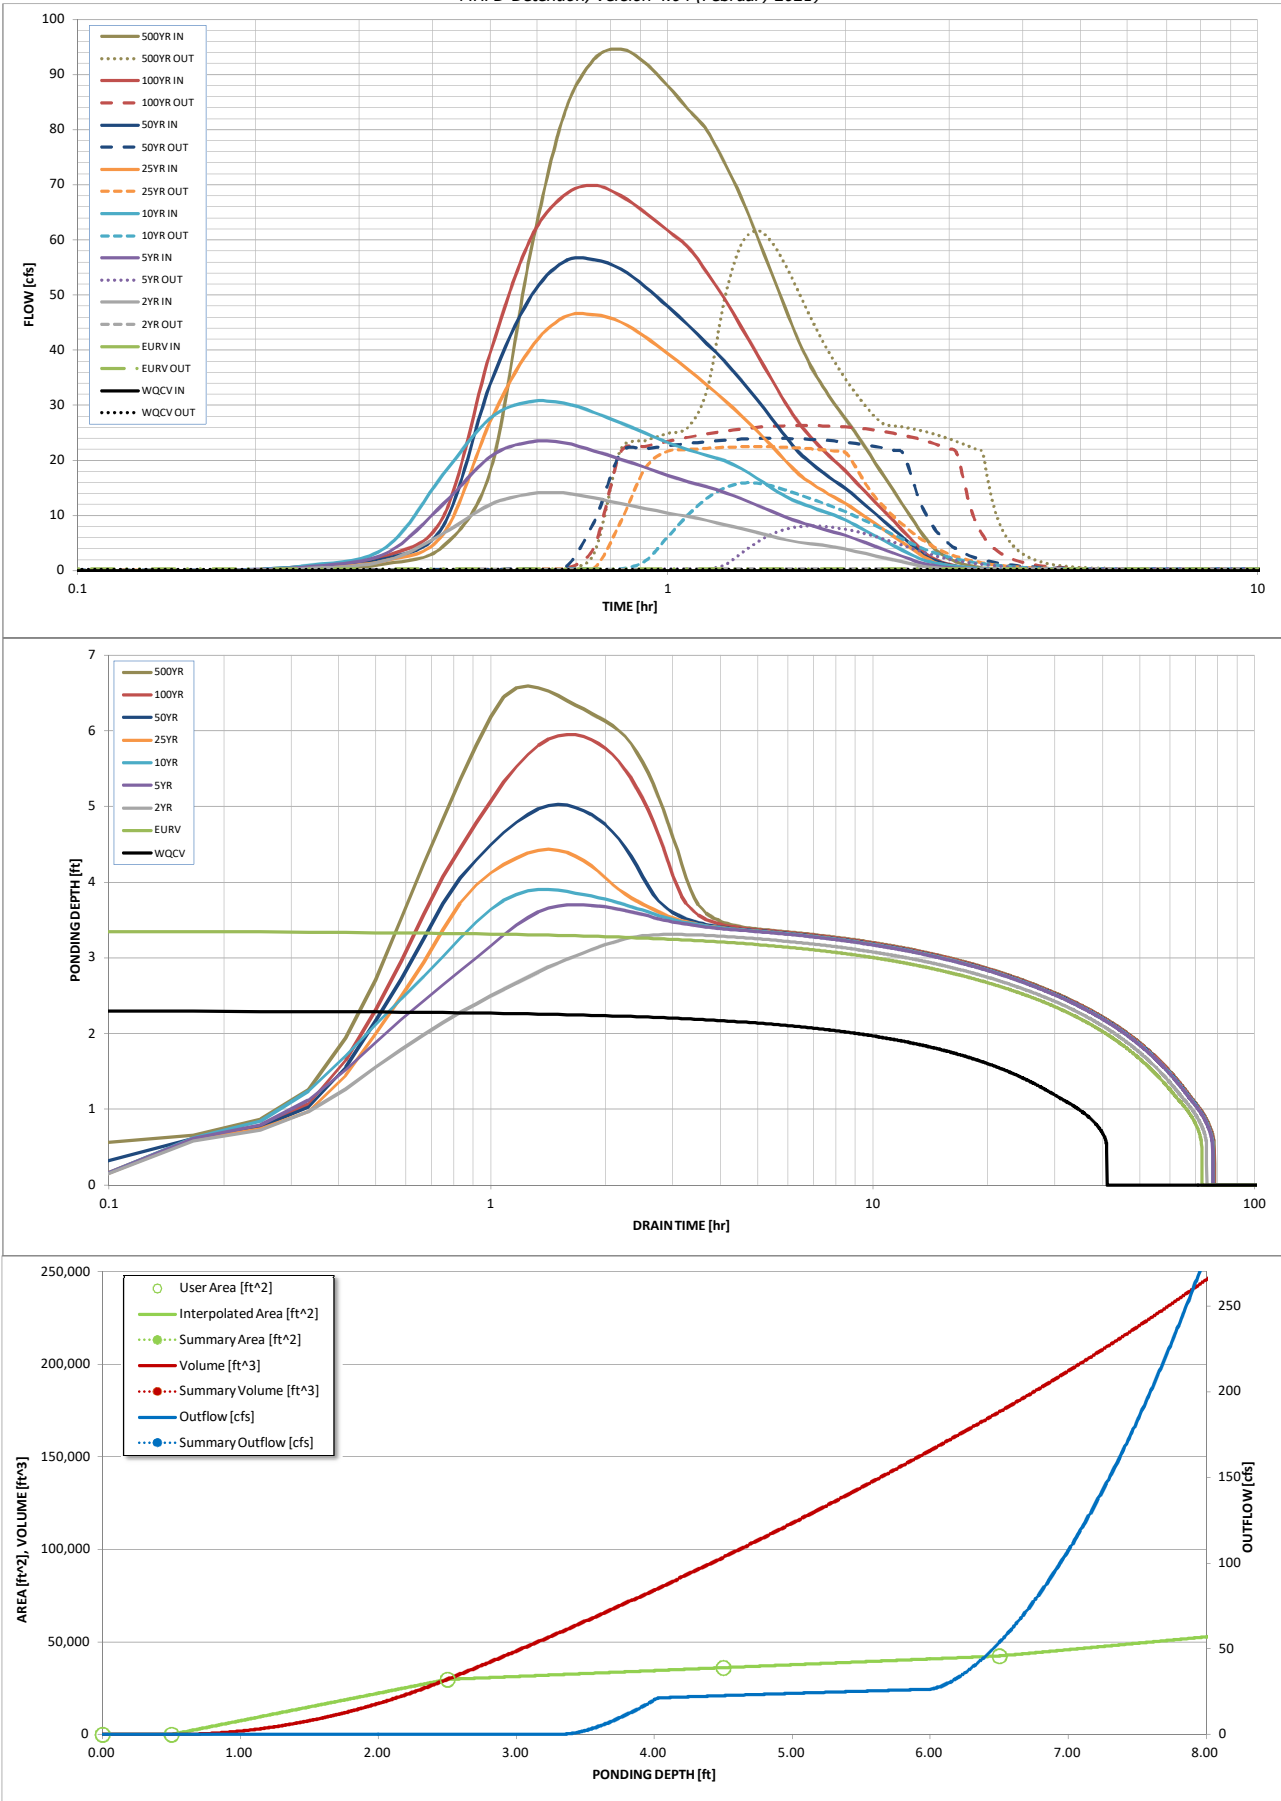 100
90
80
70
60
50
40
30
20
10
0
FLOW [cfs]
500YR IN
500YR OUT
100YR IN
100YR OUT
50YR IN
50YR OUT
25YR IN
25YR OUT
10YR IN
10YR OUT
5YR IN
5YR OUT
2YR IN
2YR OUT
EURV IN
EURV OUT
WQCV IN
WQCV OUT
0.1
1
10
TIME [hr]
7
6
5
4
3
2
1
0
PONDING DEPTH [ft]
500YR
100YR
50YR
25YR
10YR
5YR
2YR
EURV
WQCV
0.1
1
10
100
DRAIN TIME [hr]
250,000
200,000
150,000
100,000
50,000
0
AREA [ft^2], VOLUME [ft^3]
User Area [ft^2]
Interpolated Area [ft^2]
Summary Area [ft^2]
Volume [ft^3]
Summary Volume [ft^3]
Outflow [cfs]
Summary Outflow [cfs]
250
200
150
100
50
0
OUTFLOW [cfs]
0.00
1.00
2.00
3.00
4.00
5.00
6.00
7.00
8.00
PONDING DEPTH [ft]